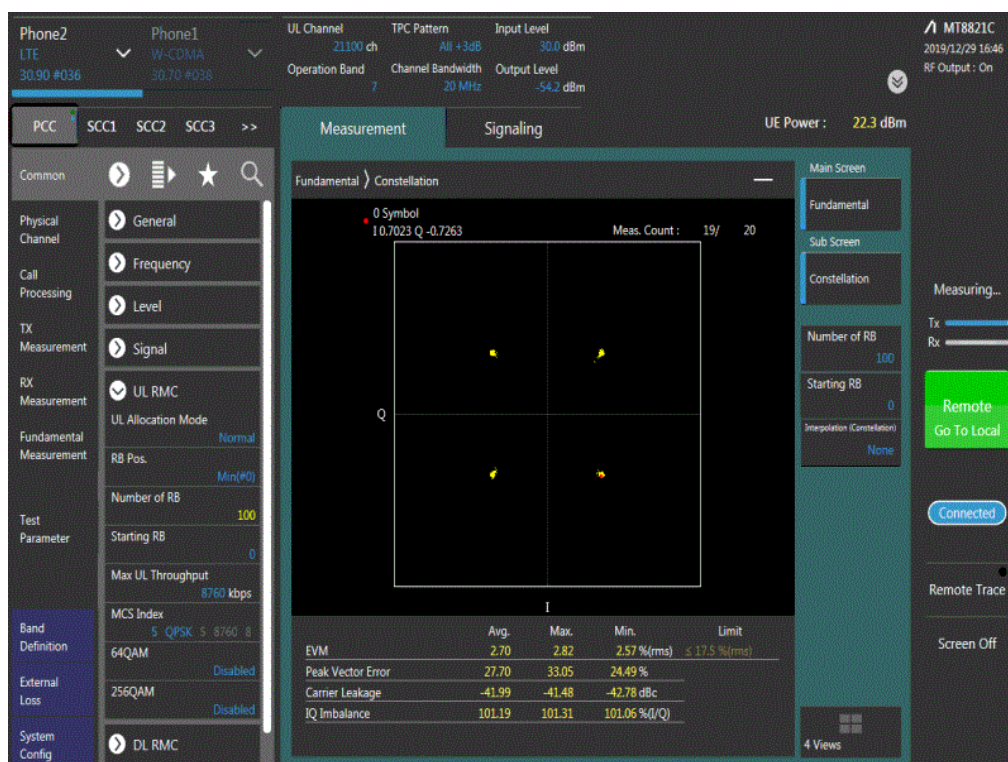 Phone2
LTE
30.90 #036
Phone1
W-CDMA
30.70 #038
UL Channel
21100 ch
TPC Pattern
All +3dB
Input Level
30.0 dBm
Operation Band
7
Channel Bandwidth
20 MHz
Output Level
-54.2 dBm
MT8821C
2019/12/29 16:46
RF Output : On
PCC SCC1 SCC2 SCC3 >>
Measurement
Signaling
UE Power : 22.3 dBm
Common
Physical
Channel
Call
Processing
TX
Measurement
RX
Measurement
Fundamental
Measurement
Test
Parameter
Band
Definition
External
Loss
System
Config
General
Frequency
Level
Signal
UL RMC
UL Allocation Mode
Normal
RB Pos.
Min(#0)
Number of RB
100
Starting RB
0
Max UL Throughput
8760 kbps
MCS Index
5 QPSK 5 8760 8
64QAM
Disabled
256QAM
Disabled
DL RMC
Fundamental > Constellation
0 Symbol
I 0.7023 Q -0.7263
Meas. Count : 19/ 20
Q
I
Avg. Max. Min. Limit
EVM 2.70 2.82 2.57 %(rms) ≤ 17.5 %(rms)
Peak Vector Error 27.70 33.05 24.49 %
Carrier Leakage -41.99 -41.48 -42.78 dBc
IQ Imbalance 101.19 101.31 101.06 %(I/Q)
Main Screen
Fundamental
Sub Screen
Constellation
Number of RB
100
Starting RB
0
Interpolation (Constellation)
None
4 Views
Measuring...
Tx
Rx
Remote
Go To Local
Connected
Remote Trace
Screen Off